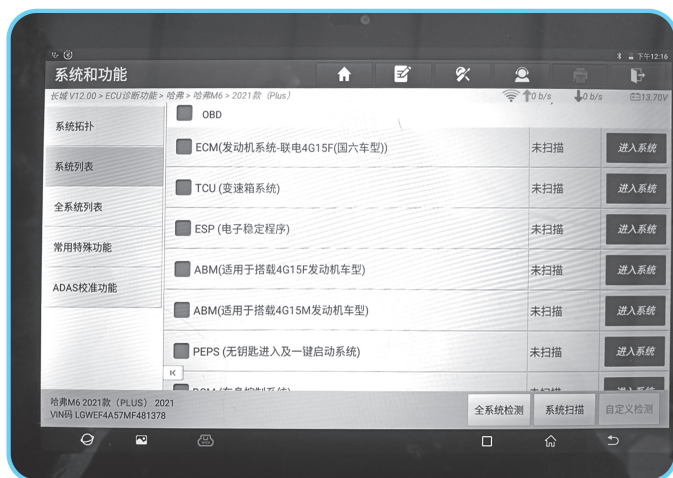 下午12:16
系统和功能
长城 V12.00 > ECU诊断功能 > 哈弗 > 哈弗M6 > 2021款 (Plus)
0 b/s 0 b/s 13.70V
系统拓扑
系统列表
全系统列表
常用特殊功能
ADAS校准功能
OBD
ECM(发动机系统-联电4G15F(国六车型)) 未扫描 进入系统
TCU (变速箱系统) 未扫描 进入系统
ESP (电子稳定程序) 未扫描 进入系统
ABM(适用于搭载4G15F发动机车型) 未扫描 进入系统
ABM(适用于搭载4G15M发动机车型) 未扫描 进入系统
PEPS (无钥匙进入及一键启动系统) 未扫描 进入系统
哈弗M6 2021款 (PLUS) 2021
VIN码 LGWEF4A57MF481378
全系统检测 系统扫描 自定义检测